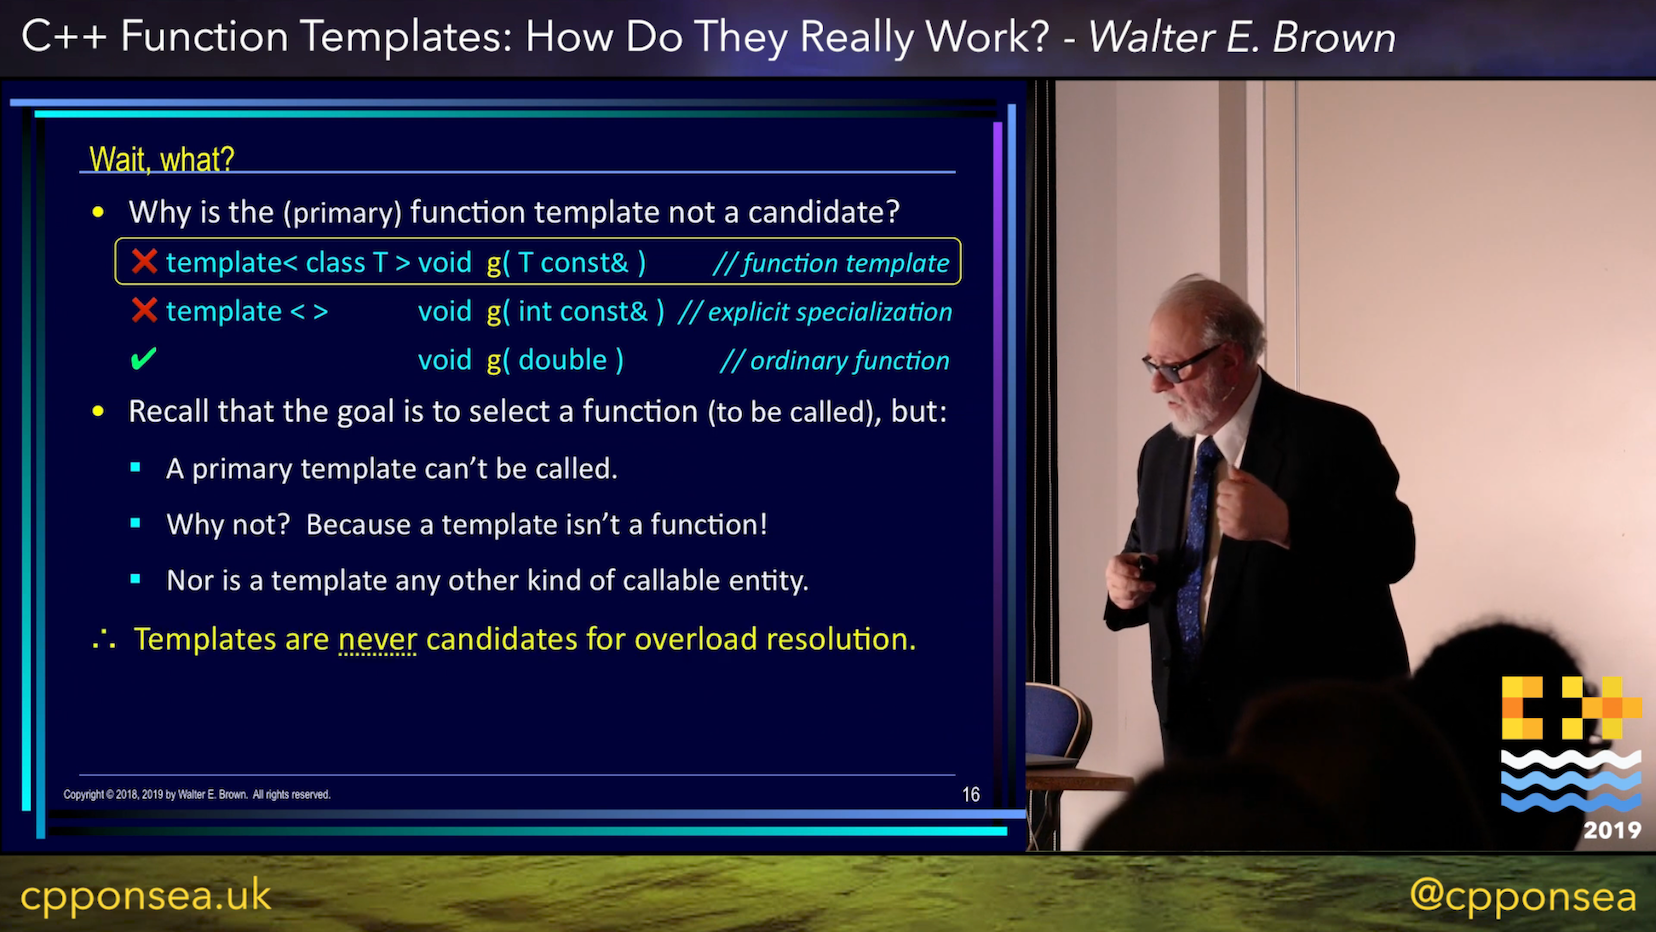 C++ Function Templates: How Do They Really Work? - Walter E. Brown
Wait, what?
• Why is the (primary) function template not a candidate?
❌ template< class T > void g( T const& ) // function template
❌ template < > void g( int const& ) // explicit specialization
✔ void g( double ) // ordinary function
• Recall that the goal is to select a function (to be called), but:
▪ A primary template can’t be called.
▪ Why not? Because a template isn’t a function!
▪ Nor is a template any other kind of callable entity.
∴ Templates are never candidates for overload resolution.
Copyright © 2018, 2019 by Walter E. Brown. All rights reserved.
16
C++
2019
cpponsea.uk
@cpponsea